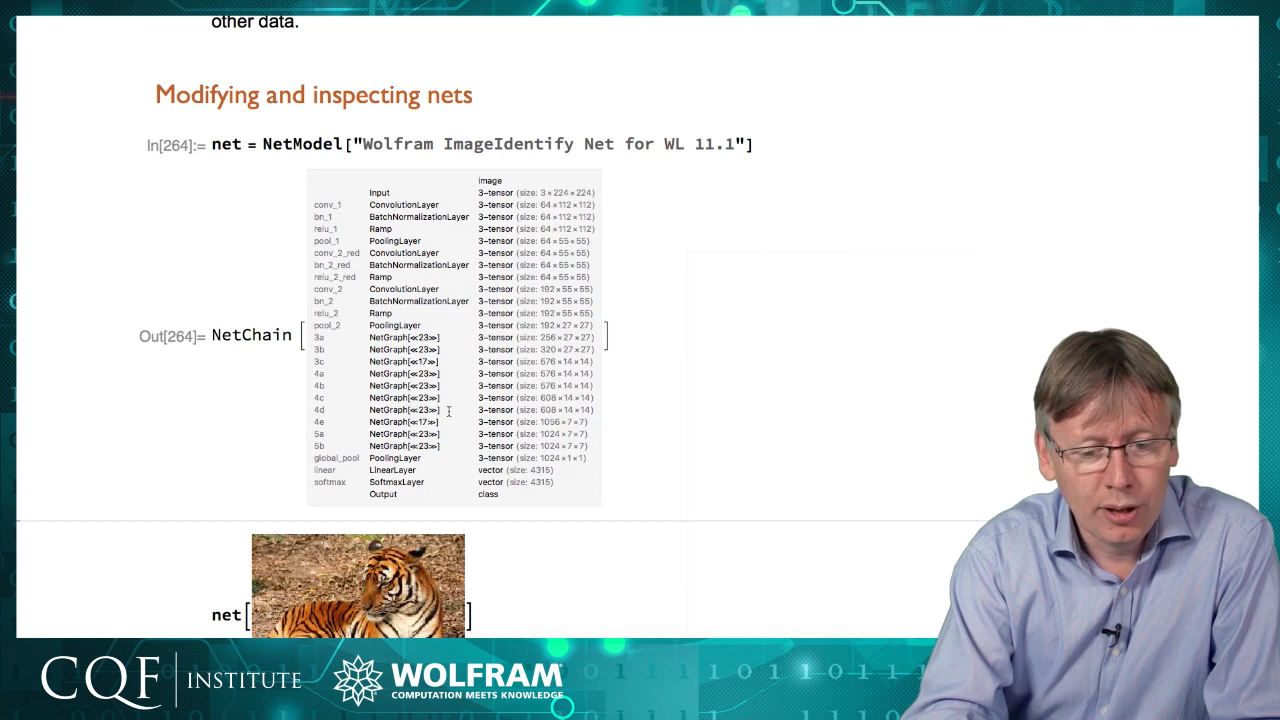 other data.
Modifying and inspecting nets
In[264]:= net = NetModel["Wolfram ImageIdentify Net for WL 11.1"]
image
Input 3-tensor (size: 3×224×224)
conv_1 ConvolutionLayer 3-tensor (size: 64×112×112)
bn_1 BatchNormalizationLayer 3-tensor (size: 64×112×112)
relu_1 Ramp 3-tensor (size: 64×112×112)
pool_1 PoolingLayer 3-tensor (size: 64×55×55)
conv_2_red ConvolutionLayer 3-tensor (size: 64×55×55)
bn_2_red BatchNormalizationLayer 3-tensor (size: 64×55×55)
relu_2_red Ramp 3-tensor (size: 64×55×55)
conv_2 ConvolutionLayer 3-tensor (size: 192×55×55)
bn_2 BatchNormalizationLayer 3-tensor (size: 192×55×55)
relu_2 Ramp 3-tensor (size: 192×55×55)
pool_2 PoolingLayer 3-tensor (size: 192×27×27)
Out[264]= NetChain [ 3a NetGraph[≪23≫] 3-tensor (size: 256×27×27) ]
3b NetGraph[≪23≫] 3-tensor (size: 320×27×27)
3c NetGraph[≪17≫] 3-tensor (size: 576×14×14)
4a NetGraph[≪23≫] 3-tensor (size: 576×14×14)
4b NetGraph[≪23≫] 3-tensor (size: 576×14×14)
4c NetGraph[≪23≫] 3-tensor (size: 608×14×14)
4d NetGraph[≪23≫] 3-tensor (size: 608×14×14)
4e NetGraph[≪17≫] 3-tensor (size: 1056×7×7)
5a NetGraph[≪23≫] 3-tensor (size: 1024×7×7)
5b NetGraph[≪23≫] 3-tensor (size: 1024×7×7)
global_pool PoolingLayer 3-tensor (size: 1024×1×1)
linear LinearLayer vector (size: 4315)
softmax SoftmaxLayer vector (size: 4315)
Output class
net[ ]
CQF INSTITUTE
WOLFRAM
COMPUTATION MEETS KNOWLEDGE